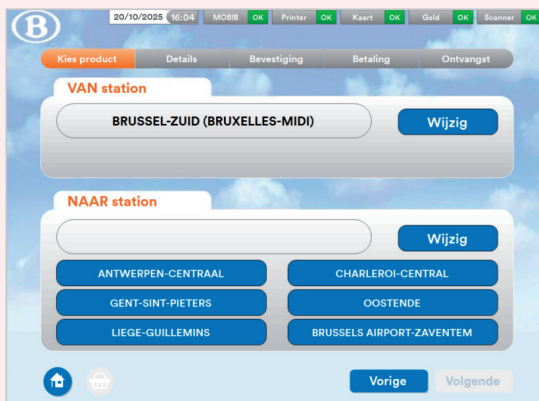 B
20/10/2025 16:04 MOBIB OK Printer OK Kaart OK Geld OK Scanner OK
Kies product Details Bevestiging Betaling Ontvangst
VAN station
BRUSSEL-ZUID (BRUXELLES-MIDI)
Wijzig
NAAR station
Wijzig
ANTWERPEN-CENTRAAL CHARLEROI-CENTRAL
GENT-SINT-PIETERS OOSTENDE
LIEGE-GUILLEMINS BRUSSELS AIRPORT-ZAVENTEM
Vorige Volgende